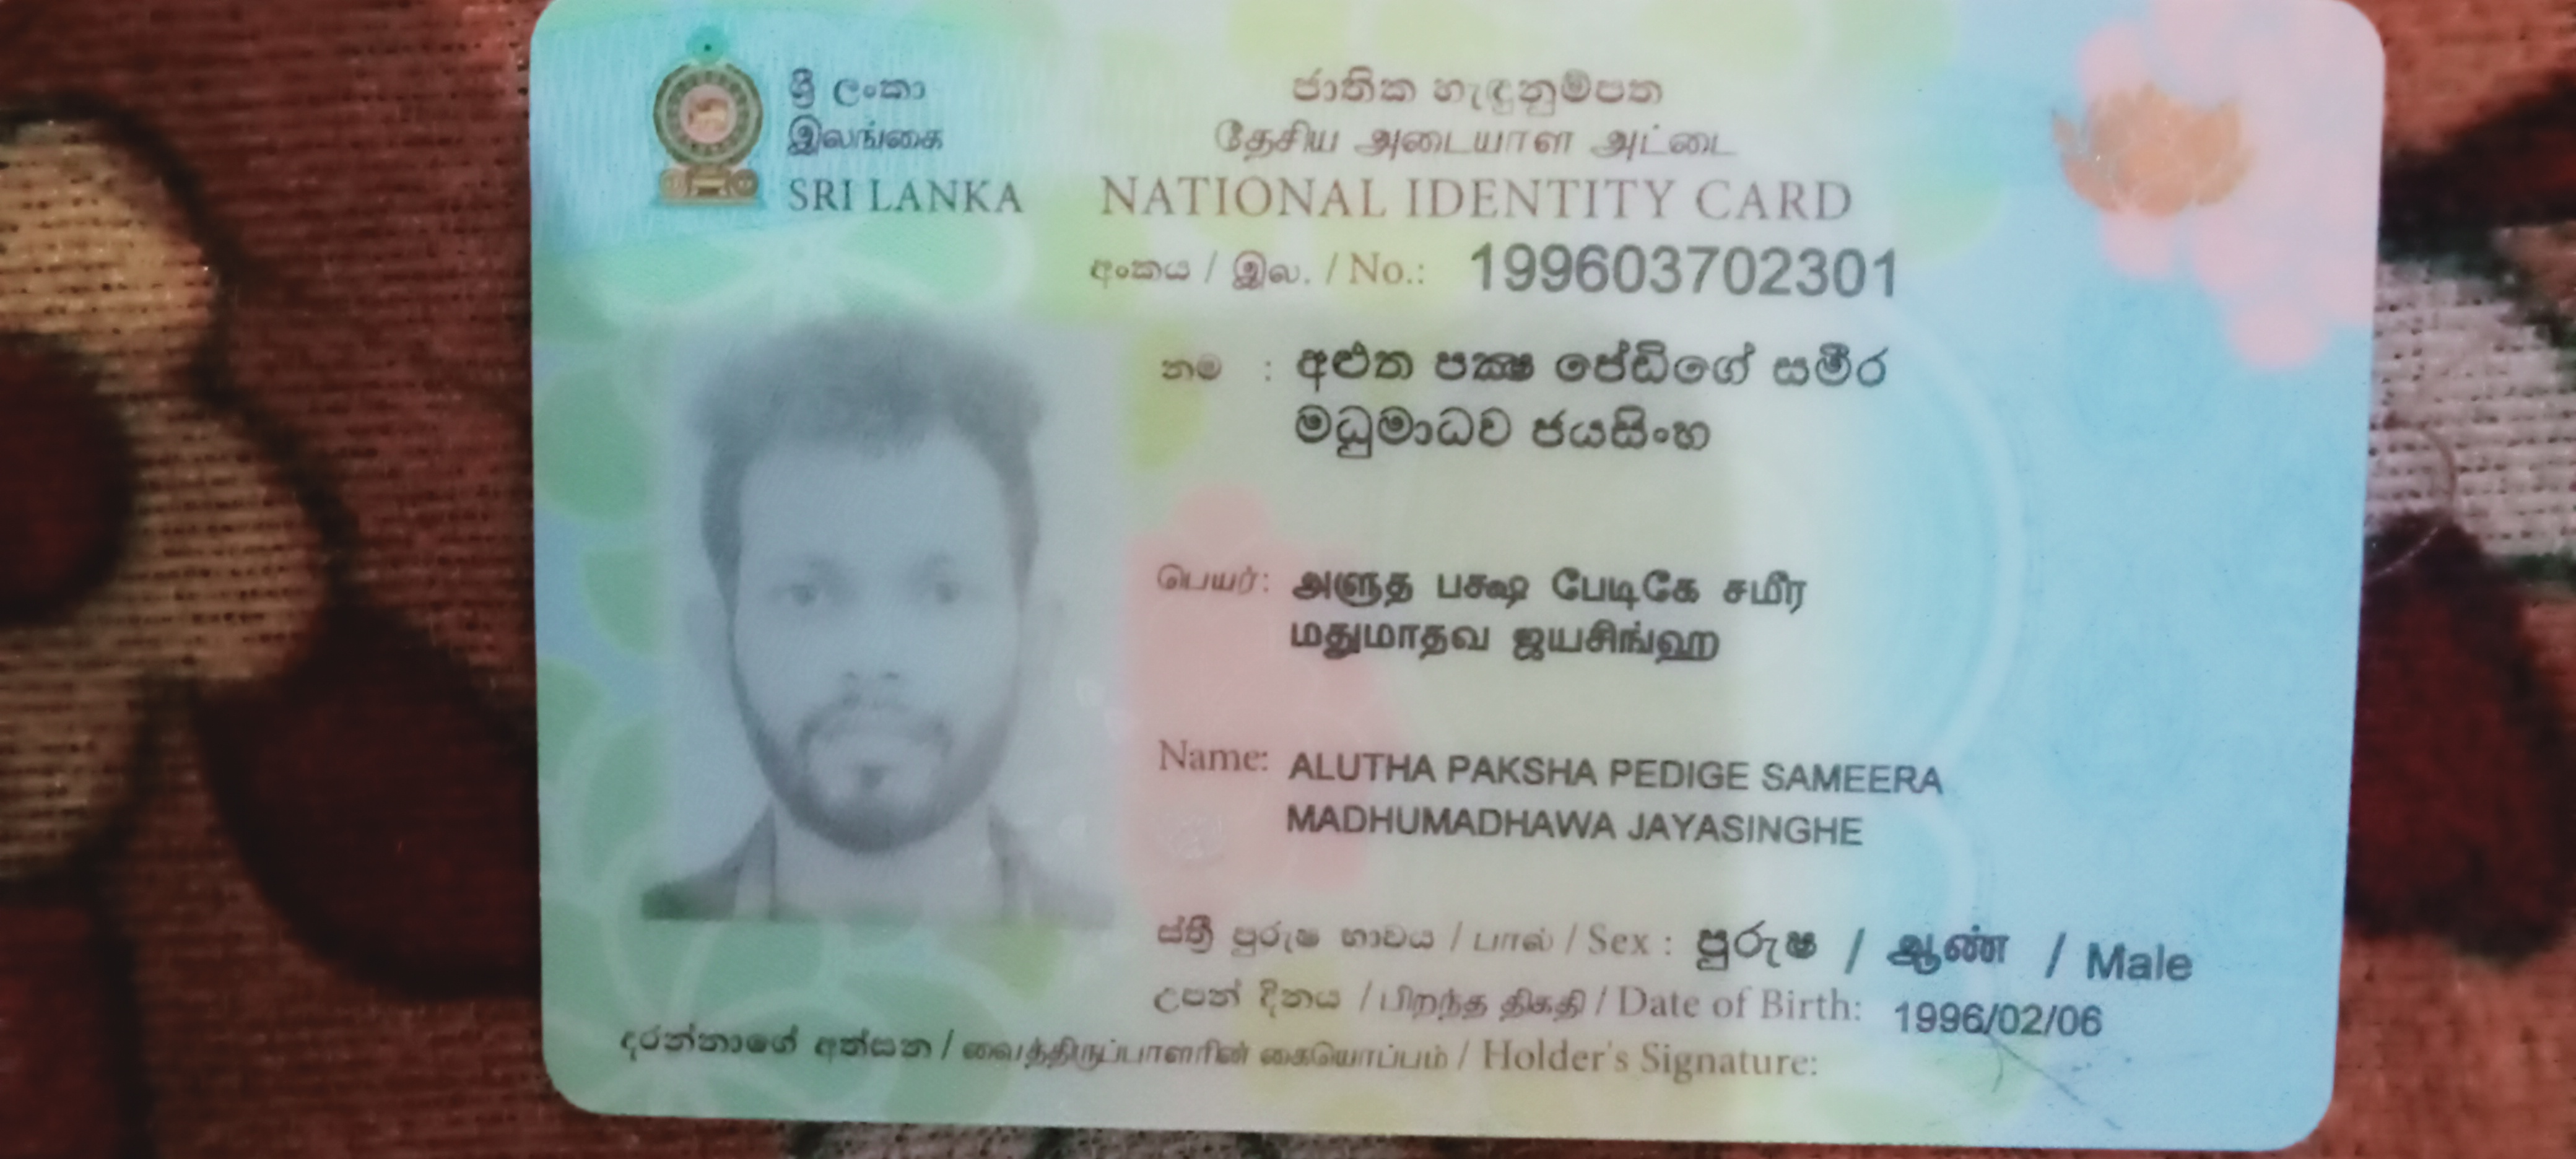 ශ්‍රී ලංකා
இலங்கை
SRI LANKA
ජාතික හැඳුනුම්පත
தேசிய அடையாள அட்டை
NATIONAL IDENTITY CARD
අංකය / இல. / No.: 199603702301
නම : අළුත පක්ෂ පේඩිගේ සමීර
මධුමාධව ජයසිංහ
பெயர்: அளுத பக்ஷ பேடிகே சமீர
மதுமாதவ ஜயசிங்ஹ
Name: ALUTHA PAKSHA PEDIGE SAMEERA
MADHUMADHAWA JAYASINGHE
ස්ත්‍රී පුරුෂ භාවය / பால் / Sex : පුරුෂ / ஆண் / Male
උපන් දිනය / பிறந்த திகதி / Date of Birth: 1996/02/06
දරන්නාගේ අත්සන / வைத்திருப்பாளரின் கையொப்பம் / Holder's Signature: